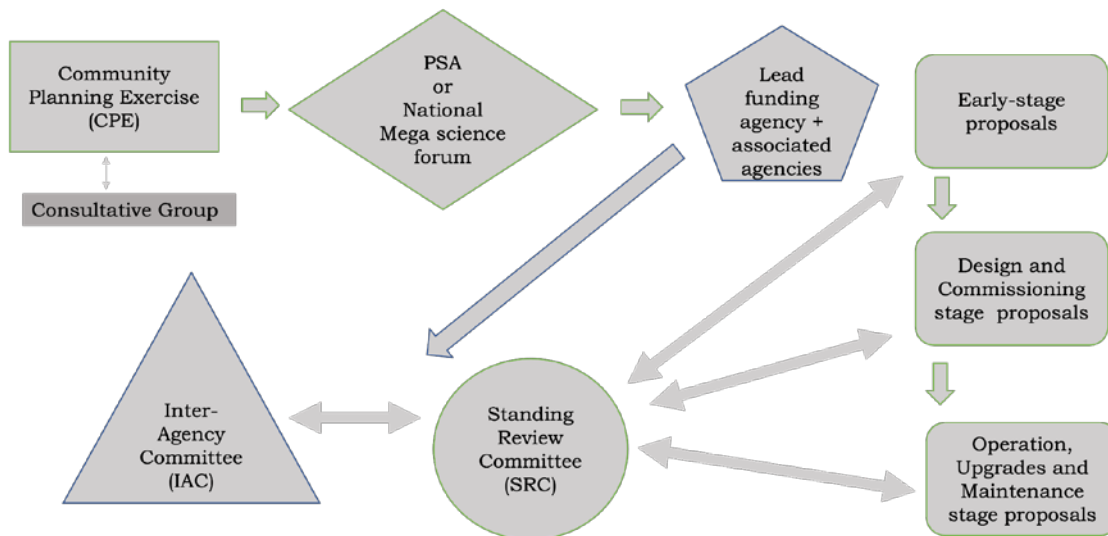 Community
Planning Exercise
(CPE)
Consultative Group
PSA
or
National
Mega science
forum
Lead
funding
agency +
associated
agencies
Early-stage
proposals
Design and
Commissioning
stage proposals
Operation,
Upgrades and
Maintenance
stage proposals
Inter-
Agency
Committee
(IAC)
Standing
Review
Committee
(SRC)